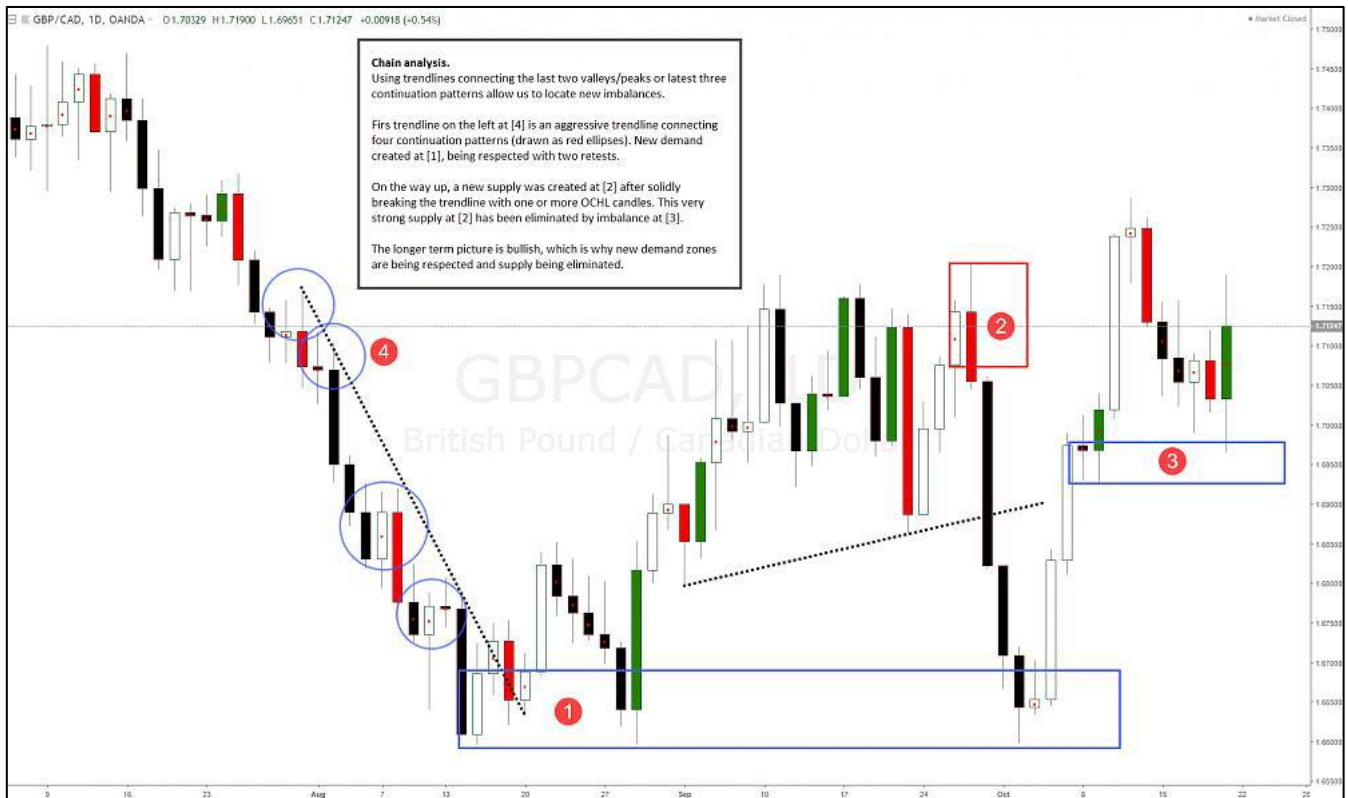 GBP/CAD, 1D, OANDA O1.70329 H1.71900 L1.69651 C1.71247 +0.00918 (+0.54%)
Market Closed
Chain analysis.
Using trendlines connecting the last two valleys/peaks or latest three
continuation patterns allow us to locate new imbalances.
Firs trendline on the left at [4] is an aggressive trendline connecting
four continuation patterns (drawn as red ellipses). New demand
created at [1], being respected with two retests.
On the way up, a new supply was created at [2] after solidly
breaking the trendline with one or more OCHL candles. This very
strong supply at [2] has been eliminated by imbalance at [3].
The longer term picture is bullish, which is why new demand zones
are being respected and supply being eliminated.
1.75000
1.74500
1.74000
1.73500
1.73000
1.72500
1.72000
1.71500
1.71247
1.71000
1.70500
1.70000
1.69500
1.69000
1.68500
1.68000
1.67500
1.67000
1.66500
1.66000
1.65500
4
2
GBPCAD, 1D
British Pound / Canadian Dollar
3
1
9 16 23 Aug 7 13 20 27 Sep 10 17 24 Oct 8 15 22 28